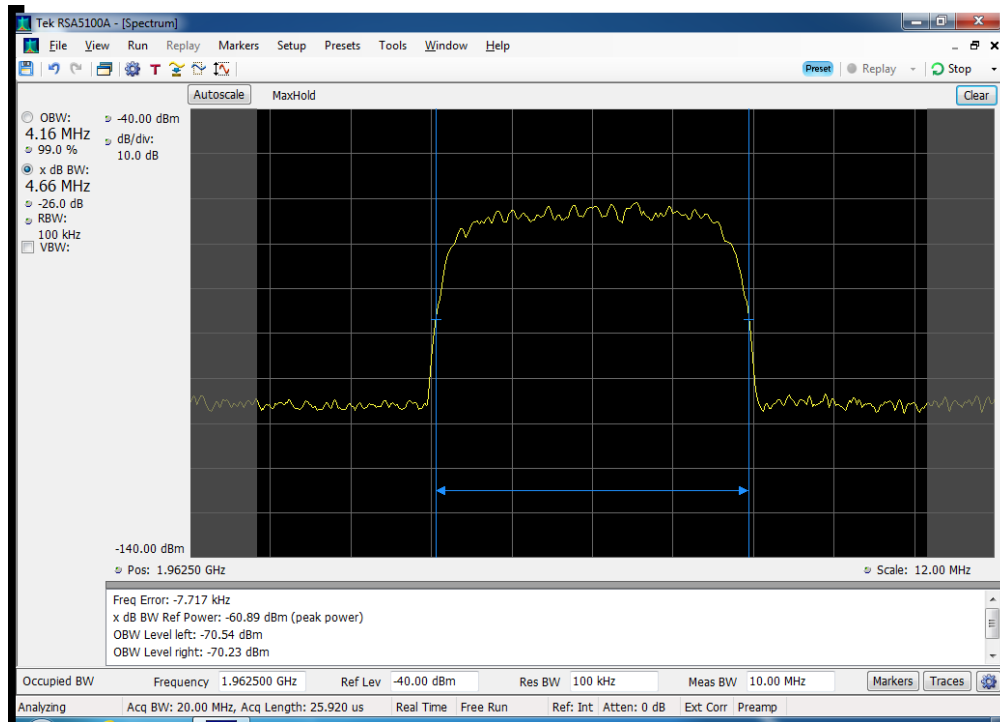 Tek RSA5100A - [Spectrum]
File View Run Replay Markers Setup Presets Tools Window Help
T Preset Replay Stop
Autoscale MaxHold Clear
OBW: -40.00 dBm
4.16 MHz
99.0 %
dB/div:
10.0 dB
x dB BW:
4.66 MHz
-26.0 dB
RBW:
100 kHz
VBW:
-140.00 dBm
Pos: 1.96250 GHz Scale: 12.00 MHz
Freq Error: -7.717 kHz
x dB BW Ref Power: -60.89 dBm (peak power)
OBW Level left: -70.54 dBm
OBW Level right: -70.23 dBm
Occupied BW Frequency 1.962500 GHz Ref Lev -40.00 dBm Res BW 100 kHz Meas BW 10.00 MHz Markers Traces
Analyzing Acq BW: 20.00 MHz, Acq Length: 25.920 us Real Time Free Run Ref: Int Atten: 0 dB Ext Corr Preamp